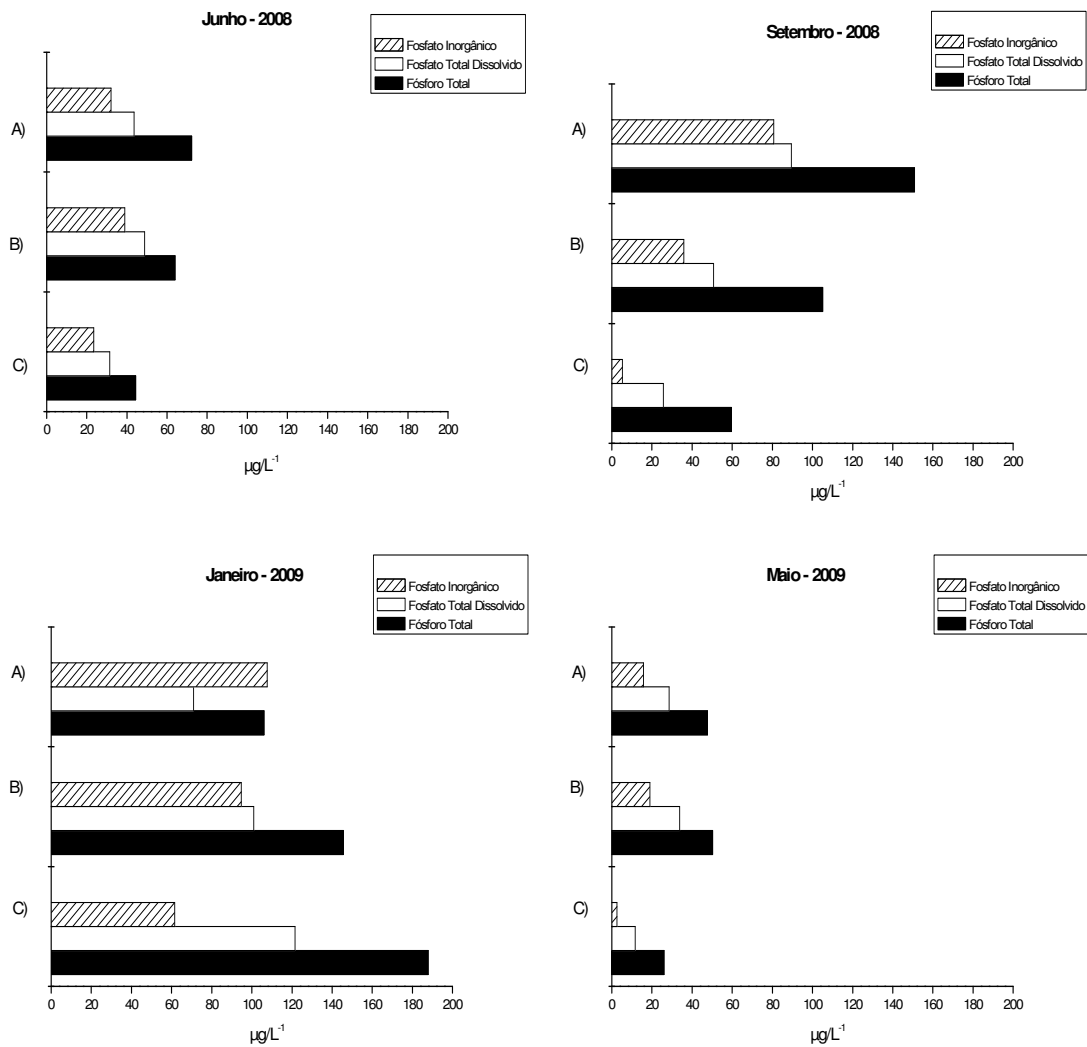 Junho - 2008
Fosfato Inorgânico
Fosfato Total Dissolvido
Fósforo Total
A)
B)
C)
0 20 40 60 80 100 120 140 160 180 200
µg/L-1
Setembro - 2008
Fosfato Inorgânico
Fosfato Total Dissolvido
Fósforo Total
A)
B)
C)
0 20 40 60 80 100 120 140 160 180 200
µg/L-1
Janeiro - 2009
Fosfato Inorgânico
Fosfato Total Dissolvido
Fósforo Total
A)
B)
C)
0 20 40 60 80 100 120 140 160 180 200
µg/L-1
Maio - 2009
Fosfato Inorgânico
Fosfato Total Dissolvido
Fósforo Total
A)
B)
C)
0 20 40 60 80 100 120 140 160 180 200
µg/L-1